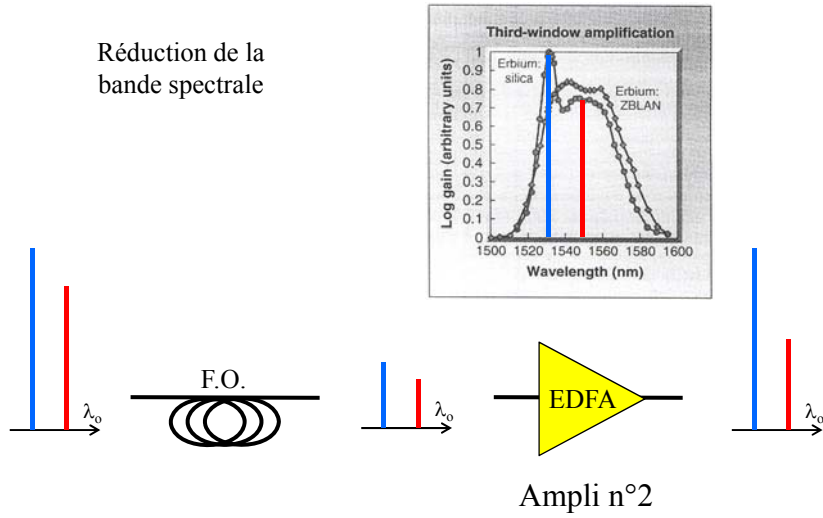 Réduction de la
bande spectrale
Third-window amplification
Log gain (arbitrary units)
1
0.9
0.8
0.7
0.6
0.5
0.4
0.3
0.2
0.1
0
Erbium:
silica
Erbium:
ZBLAN
1500 1520 1540 1560 1580 1600
Wavelength (nm)
λo
F.O.
λo
EDFA
λo
Ampli n°2